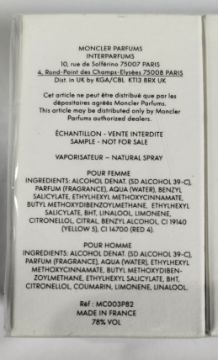 MONCLER PARFUMS
INTERPARFUMS
10, rue de Solférino 75007 PARIS
4, Rond-Point des Champs-Elysées 75008 PARIS
Dist. in UK by KGA/CBL KT13 8RX UK
Cet article ne peut être distribué que par les
dépositaires agréés Moncler Parfums.
This article may be distributed only by Moncler
Parfums authorized dealers.
ÉCHANTILLON - VENTE INTERDITE
SAMPLE - NOT FOR SALE
VAPORISATEUR – NATURAL SPRAY
POUR FEMME
INGREDIENTS: ALCOHOL DENAT. (SD ALCOHOL 39-C),
PARFUM (FRAGRANCE), AQUA (WATER), BENZYL
SALICYLATE, ETHYLHEXYL METHOXYCINNAMATE,
BUTYL METHOXYDIBENZOYLMETHANE, ETHYLHEXYL
SALICYLATE, BHT, LINALOOL, LIMONENE,
CITRONELLOL, CITRAL, BENZYL ALCOHOL, CI 19140
(YELLOW 5), CI 14700 (RED 4).
POUR HOMME
INGREDIENTS: ALCOHOL DENAT. (SD ALCOHOL 39-C),
PARFUM (FRAGRANCE), AQUA (WATER), ETHYLHEXYL
METHOXYCINNAMATE, BUTYL METHOXYDIBEN-
ZOYLMETHANE, ETHYLHEXYL SALICYLATE, BHT,
CITRONELLOL, COUMARIN, LIMONENE, LINALOOL.
Réf : MC003P82
MADE IN FRANCE
78% VOL